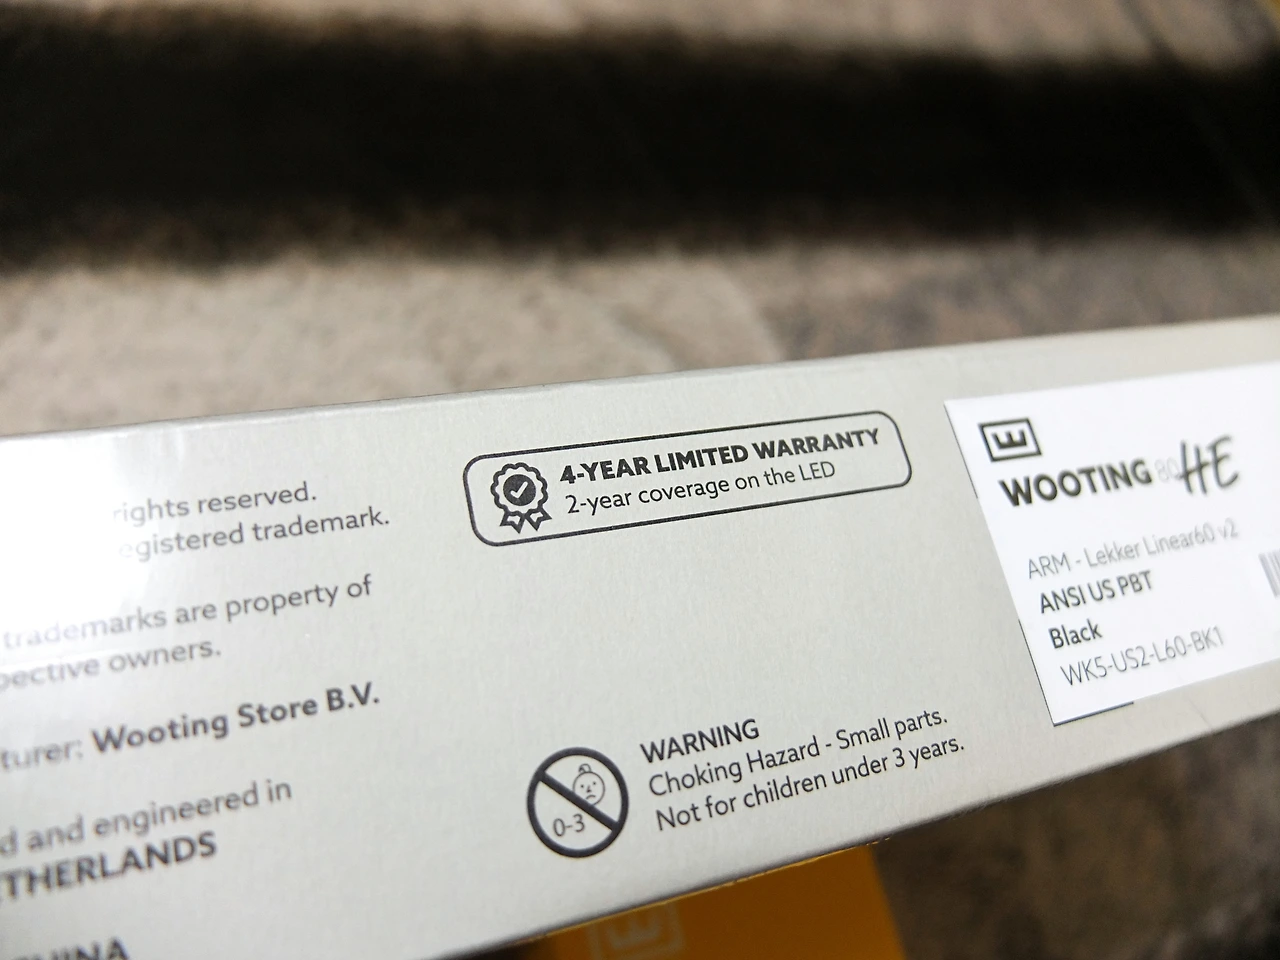 rights reserved.
egistered trademark.
trademarks are property of
pective owners.
turer: Wooting Store B.V.
d and engineered in
THERLANDS
CHINA
4-YEAR LIMITED WARRANTY
2-year coverage on the LED
WARNING
Choking Hazard - Small parts.
Not for children under 3 years.
0-3
WOOTING 80HE
ARM - Lekker Linear60 v2
ANSI US PBT
Black
WK5-US2-L60-BK1